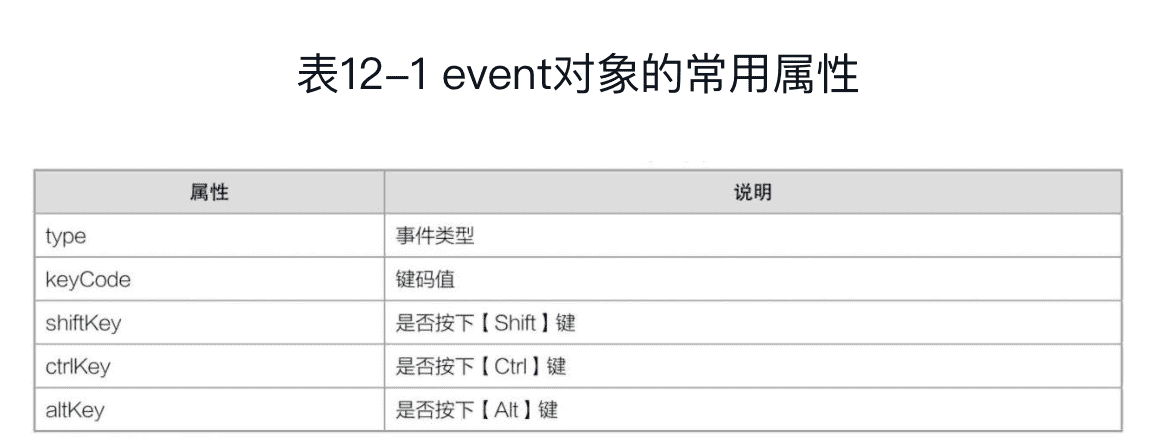 表12-1 event对象的常用属性
属性 说明
type 事件类型
keyCode 键码值
shiftKey 是否按下【Shift】键
ctrlKey 是否按下【Ctrl】键
altKey 是否按下【Alt】键